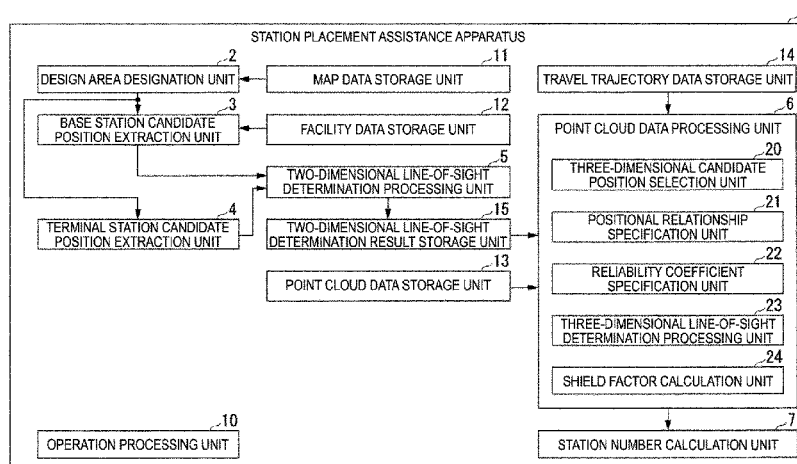 STATION PLACEMENT ASSISTANCE APPARATUS
2
DESIGN AREA DESIGNATION UNIT
11
MAP DATA STORAGE UNIT
14
TRAVEL TRAJECTORY DATA STORAGE UNIT
3
BASE STATION CANDIDATE
POSITION EXTRACTION UNIT
12
FACILITY DATA STORAGE UNIT
6
POINT CLOUD DATA PROCESSING UNIT
5
TWO-DIMENSIONAL LINE-OF-SIGHT
DETERMINATION PROCESSING UNIT
20
THREE-DIMENSIONAL CANDIDATE
POSITION SELECTION UNIT
4
TERMINAL STATION CANDIDATE
POSITION EXTRACTION UNIT
15
TWO-DIMENSIONAL LINE-OF-SIGHT
DETERMINATION RESULT STORAGE UNIT
21
POSITIONAL RELATIONSHIP
SPECIFICATION UNIT
13
POINT CLOUD DATA STORAGE UNIT
22
RELIABILITY COEFFICIENT
SPECIFICATION UNIT
23
THREE-DIMENSIONAL LINE-OF-SIGHT
DETERMINATION PROCESSING UNIT
24
SHIELD FACTOR CALCULATION UNIT
10
OPERATION PROCESSING UNIT
7
STATION NUMBER CALCULATION UNIT